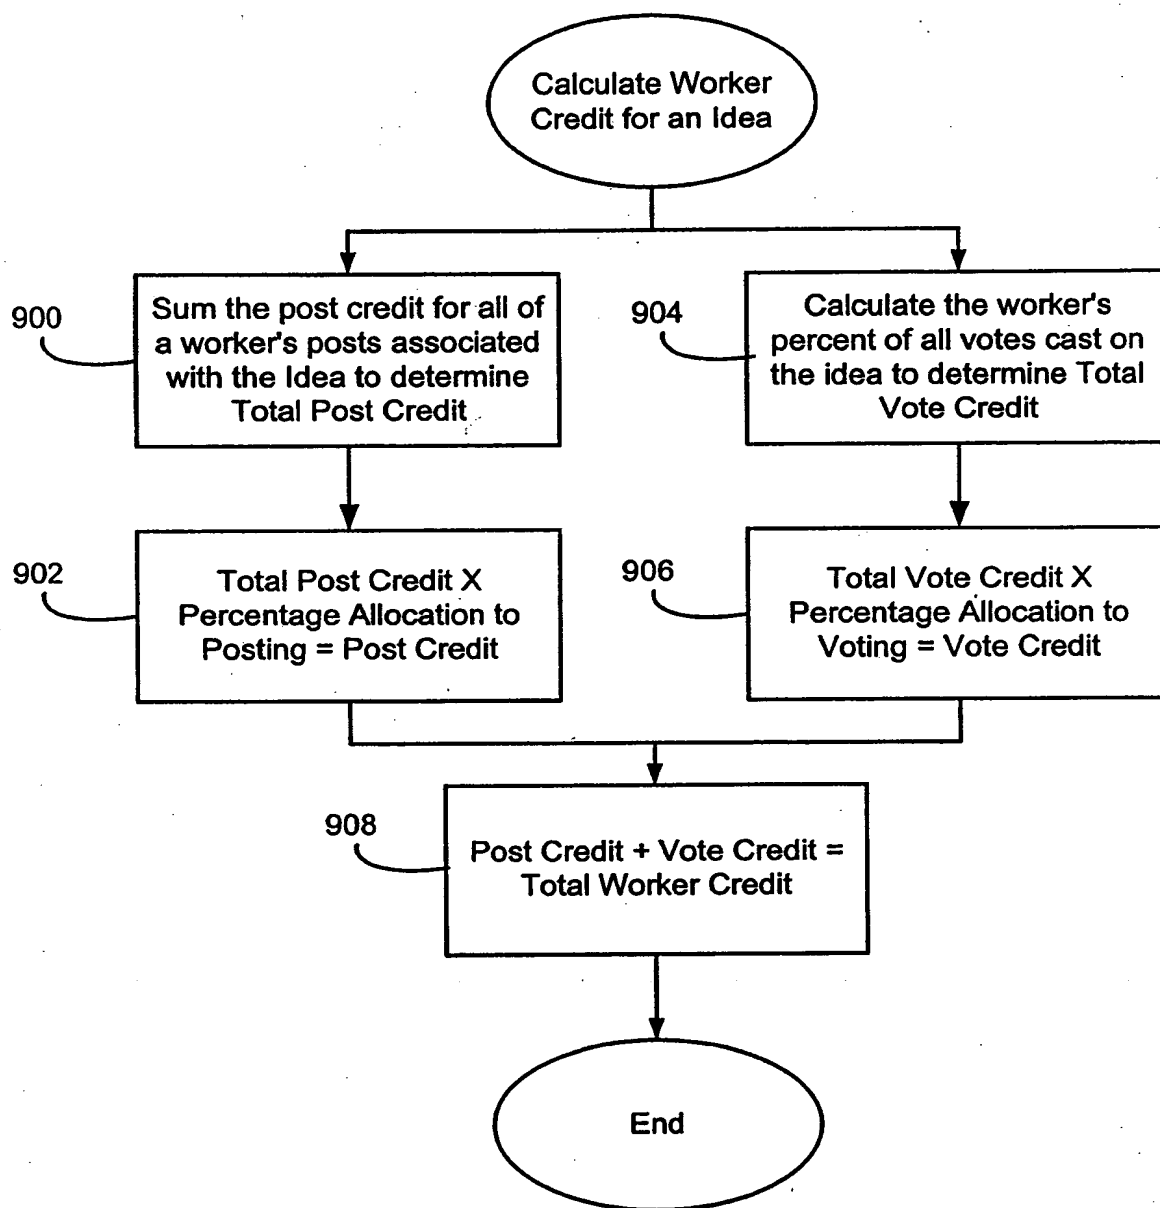 Calculate Worker
Credit for an Idea
900
Sum the post credit for all of
a worker's posts associated
with the Idea to determine
Total Post Credit
904
Calculate the worker's
percent of all votes cast on
the idea to determine Total
Vote Credit
902
Total Post Credit X
Percentage Allocation to
Posting = Post Credit
906
Total Vote Credit X
Percentage Allocation to
Voting = Vote Credit
908
Post Credit + Vote Credit =
Total Worker Credit
End